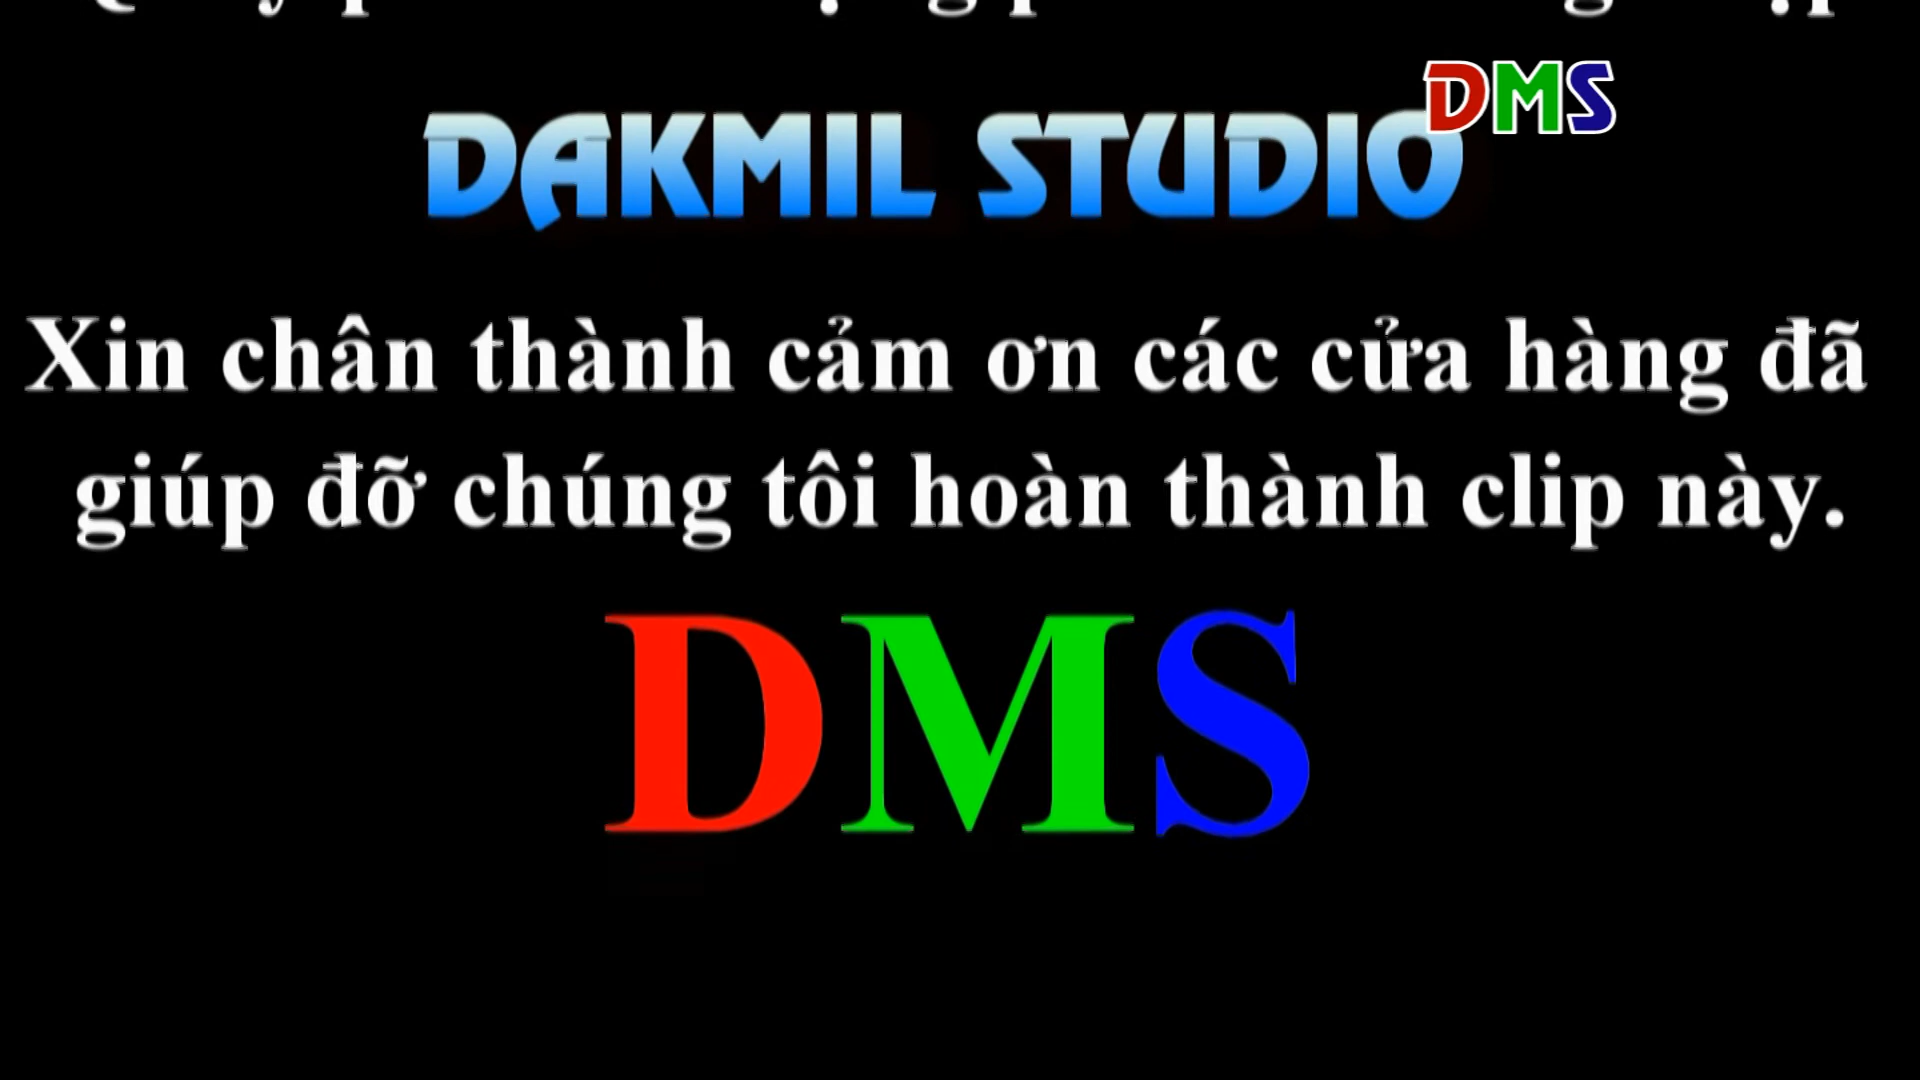 DMS
DAKMIL STUDIO
Xin chân thành cảm ơn các cửa hàng đã
giúp đỡ chúng tôi hoàn thành clip này.
DMS